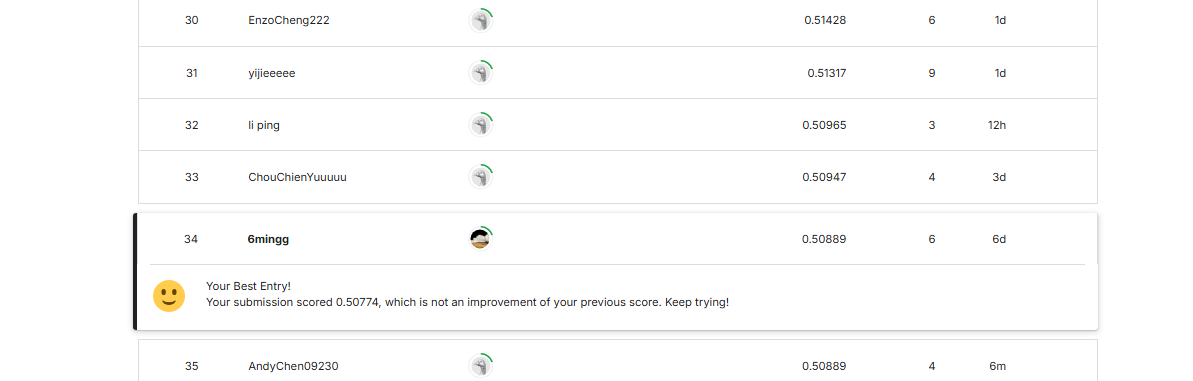 30 EnzoCheng222 0.51428 6 1d
31 yijieeeee 0.51317 9 1d
32 li ping 0.50965 3 12h
33 ChouChienYuuuuu 0.50947 4 3d
34 6mingg 0.50889 6 6d
Your Best Entry!
Your submission scored 0.50774, which is not an improvement of your previous score. Keep trying!
35 AndyChen09230 0.50889 4 6m